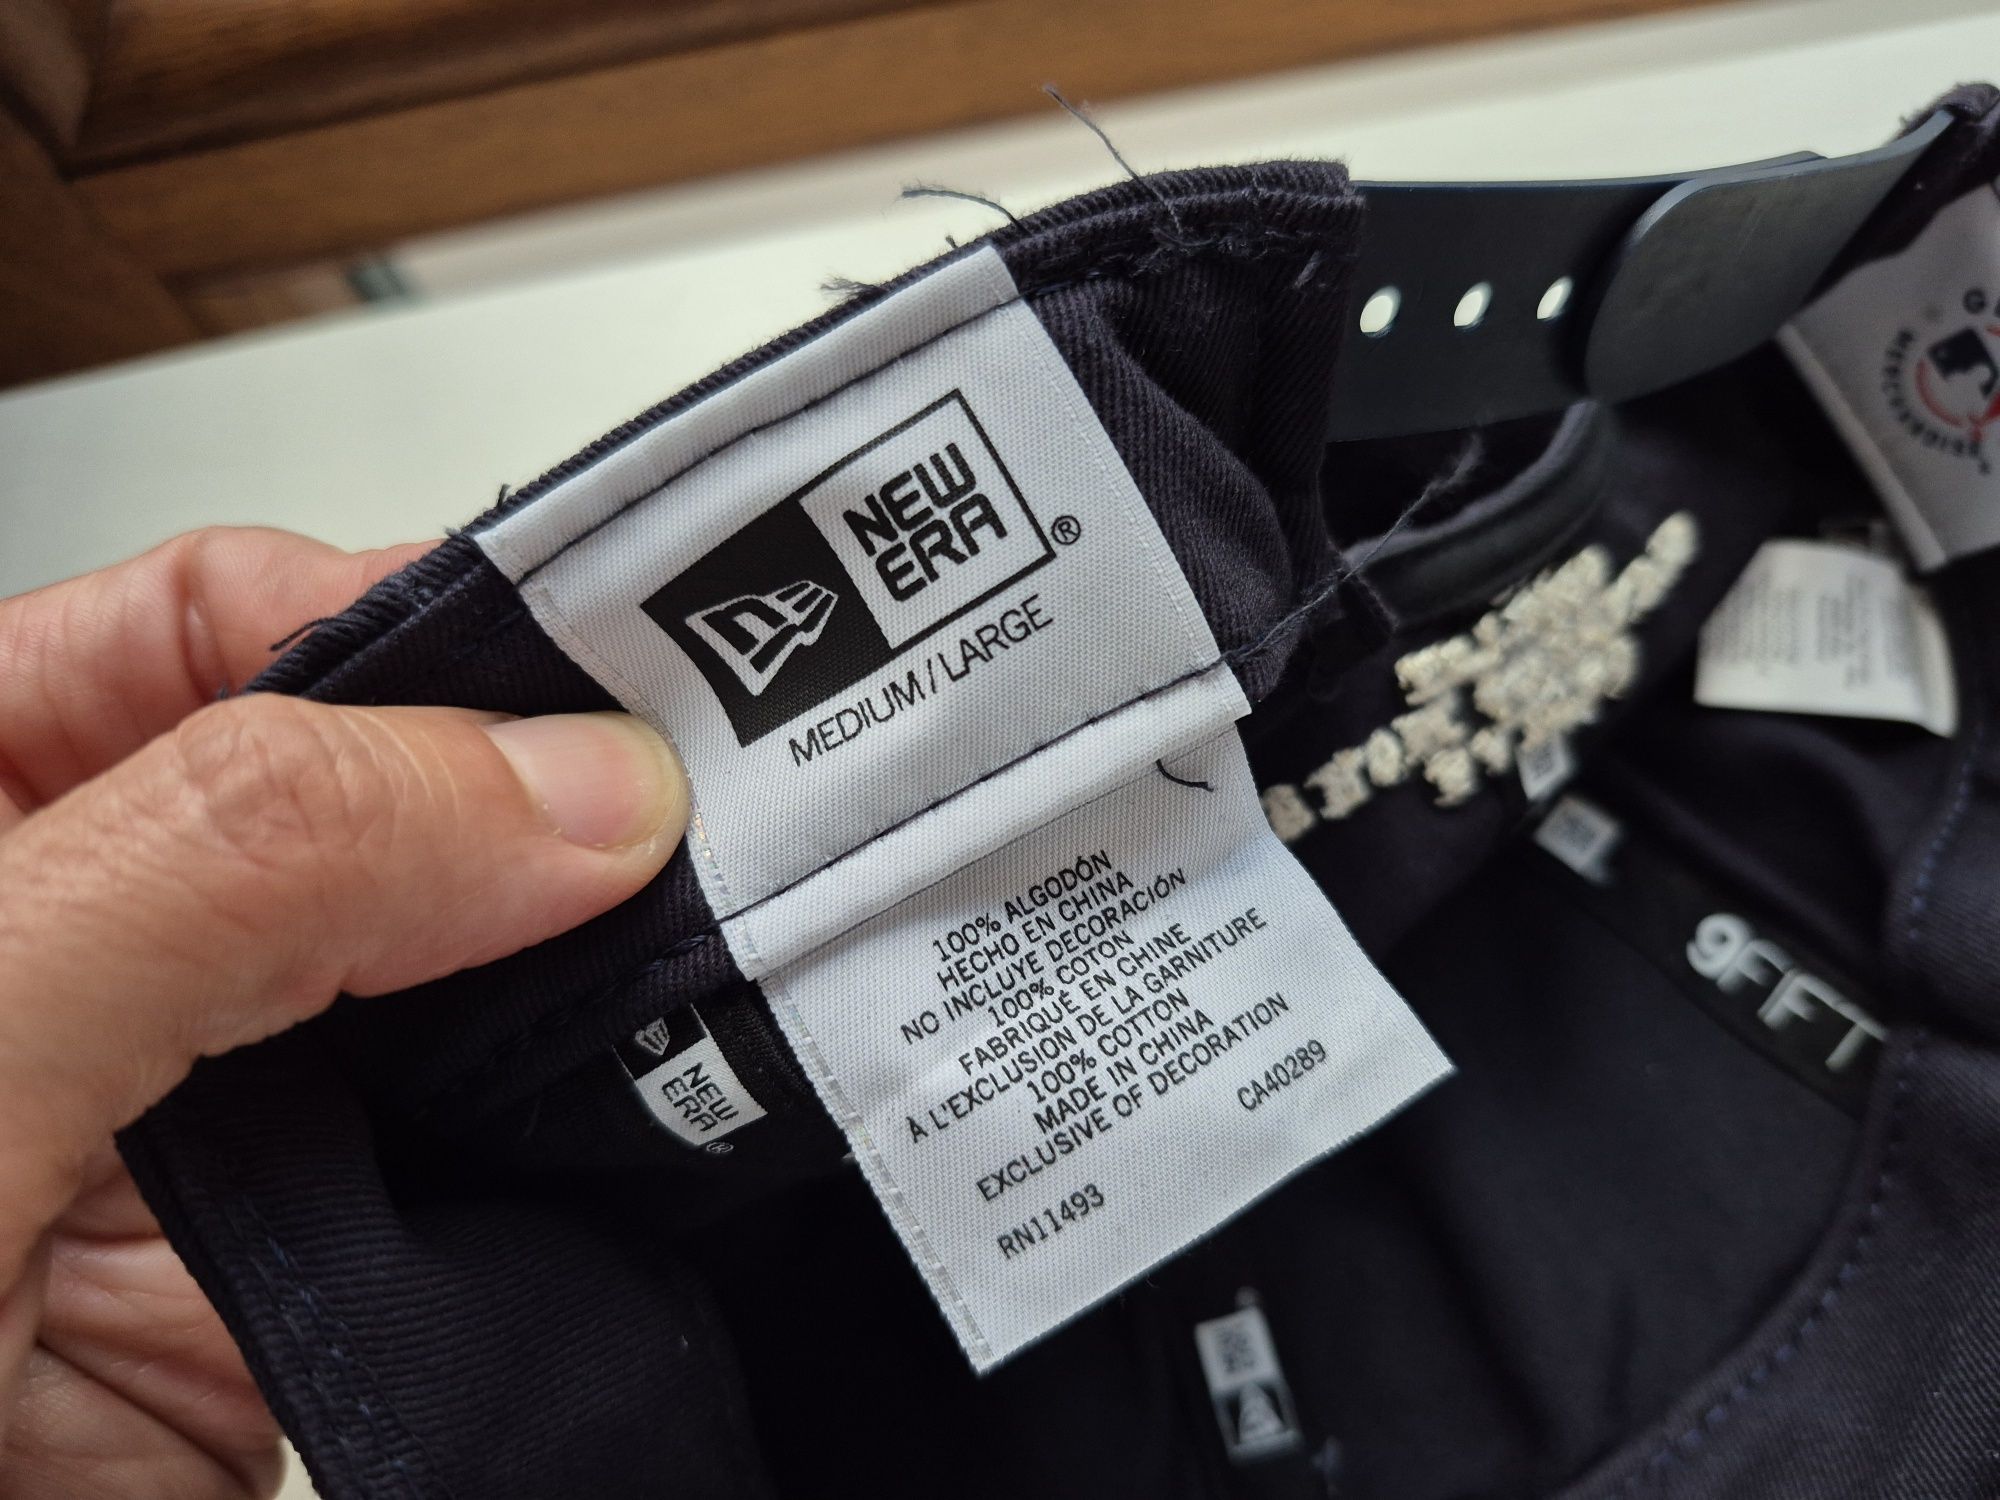 NEW
ERA®
MEDIUM / LARGE
100% ALGODÓN
HECHO EN CHINA
NO INCLUYE DECORACIÓN
100% COTON
FABRIQUÉ EN CHINE
À L'EXCLUSION DE LA GARNITURE
100% COTTON
MADE IN CHINA
EXCLUSIVE OF DECORATION
RN11493 CA40289
NEW
ERA®
9FFT